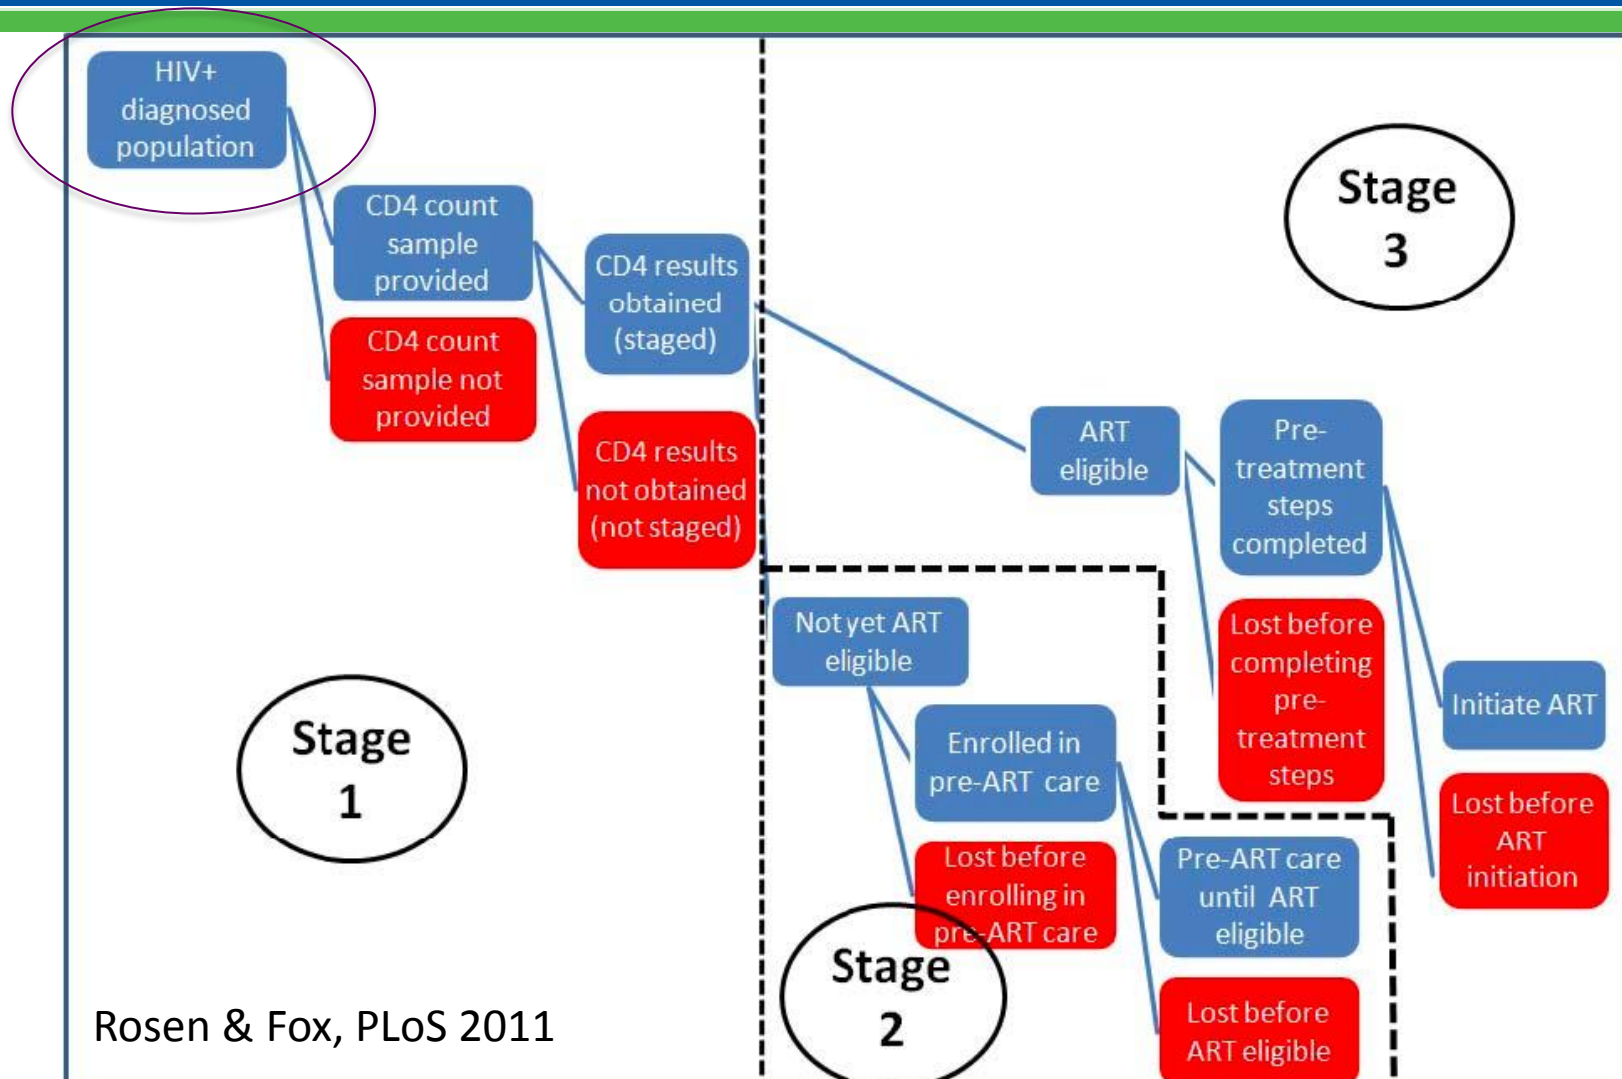 HIV+
diagnosed
population
CD4 count
sample
provided
CD4 count
sample not
provided
CD4 results
obtained
(staged)
CD4 results
not obtained
(not staged)
Stage
1
Rosen & Fox, PLoS 2011
Stage
3
ART
eligible
Pre-
treatment
steps
completed
Lost before
completing
pre-
treatment
steps
Initiate ART
Lost before
ART
initiation
Not yet ART
eligible
Enrolled in
pre-ART care
Lost before
enrolling in
pre-ART care
Pre-ART care
until ART
eligible
Lost before
ART eligible
Stage
2